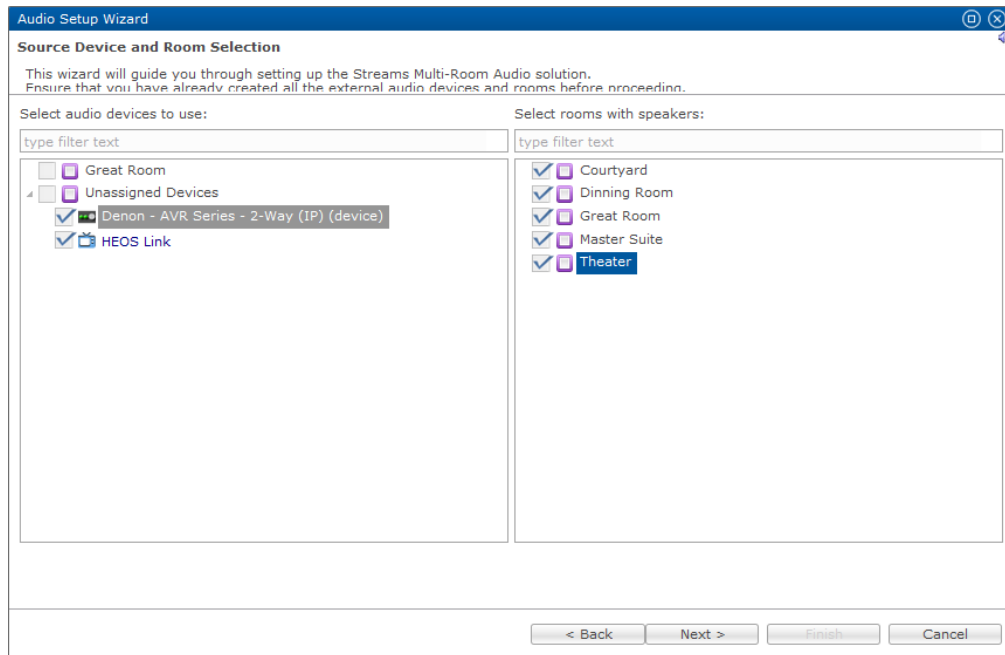 Audio Setup Wizard
Source Device and Room Selection
This wizard will guide you through setting up the Streams Multi-Room Audio solution.
Ensure that you have already created all the external audio devices and rooms before proceeding.
Select audio devices to use:
type filter text
Great Room
Unassigned Devices
Denon - AVR Series - 2-Way (IP) (device)
HEOS Link
Select rooms with speakers:
type filter text
Courtyard
Dinning Room
Great Room
Master Suite
Theater
< Back
Next >
Finish
Cancel